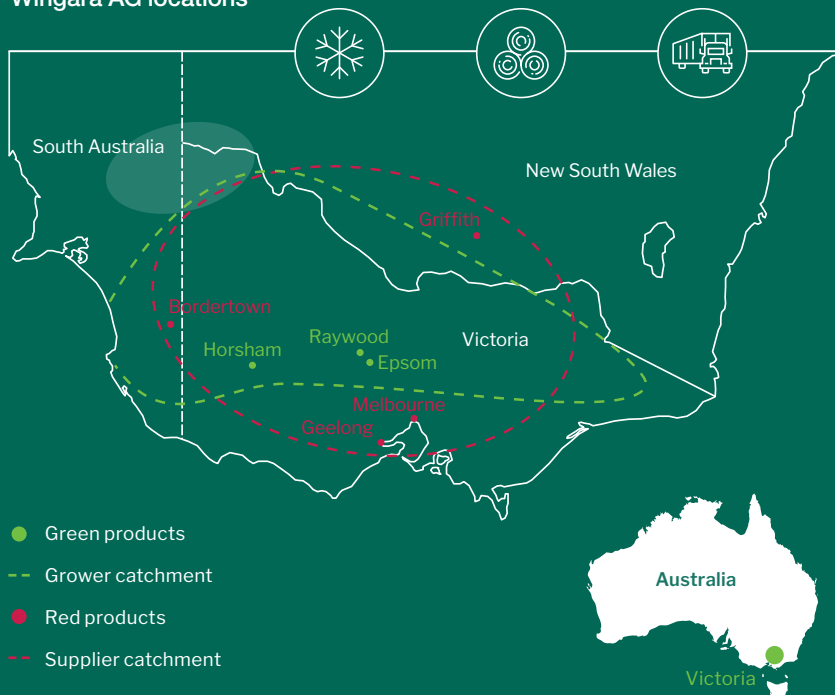 Wingara AG locations
South Australia
New South Wales
Griffith
Bordertown
Raywood
Victoria
Horsham
Epsom
Melbourne
Geelong
Green products
Grower catchment
Red products
Supplier catchment
Australia
Victoria